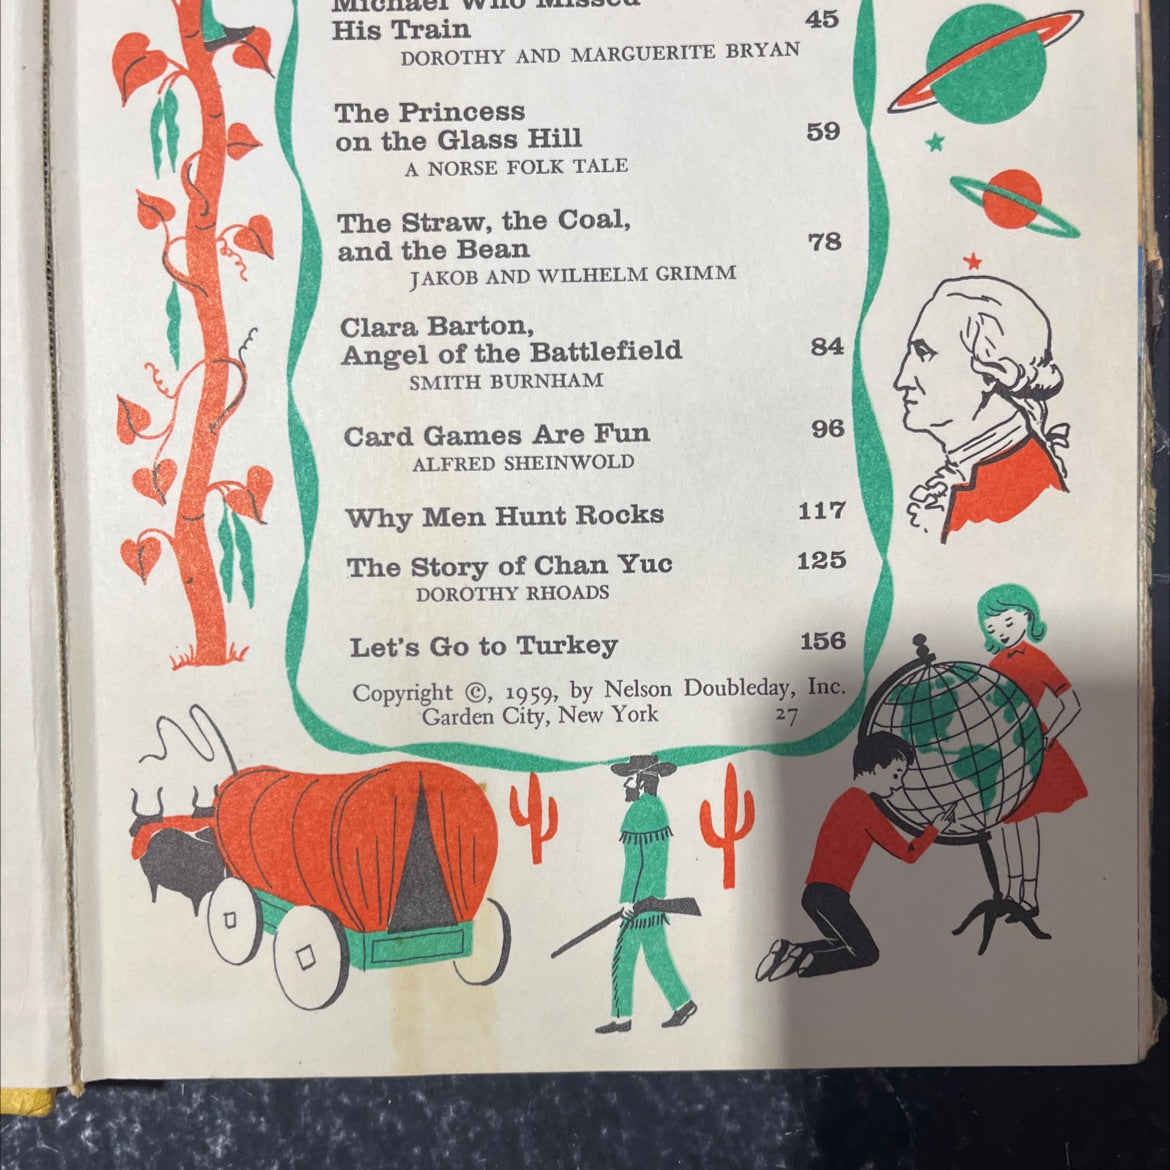 Michael Who Missed
His Train 45
DOROTHY AND MARGUERITE BRYAN
The Princess
on the Glass Hill 59
A NORSE FOLK TALE
The Straw, the Coal,
and the Bean 78
JAKOB AND WILHELM GRIMM
Clara Barton,
Angel of the Battlefield 84
SMITH BURNHAM
Card Games Are Fun 96
ALFRED SHEINWOLD
Why Men Hunt Rocks 117
The Story of Chan Yuc 125
DOROTHY RHOADS
Let's Go to Turkey 156
Copyright ©, 1959, by Nelson Doubleday, Inc.
Garden City, New York 27